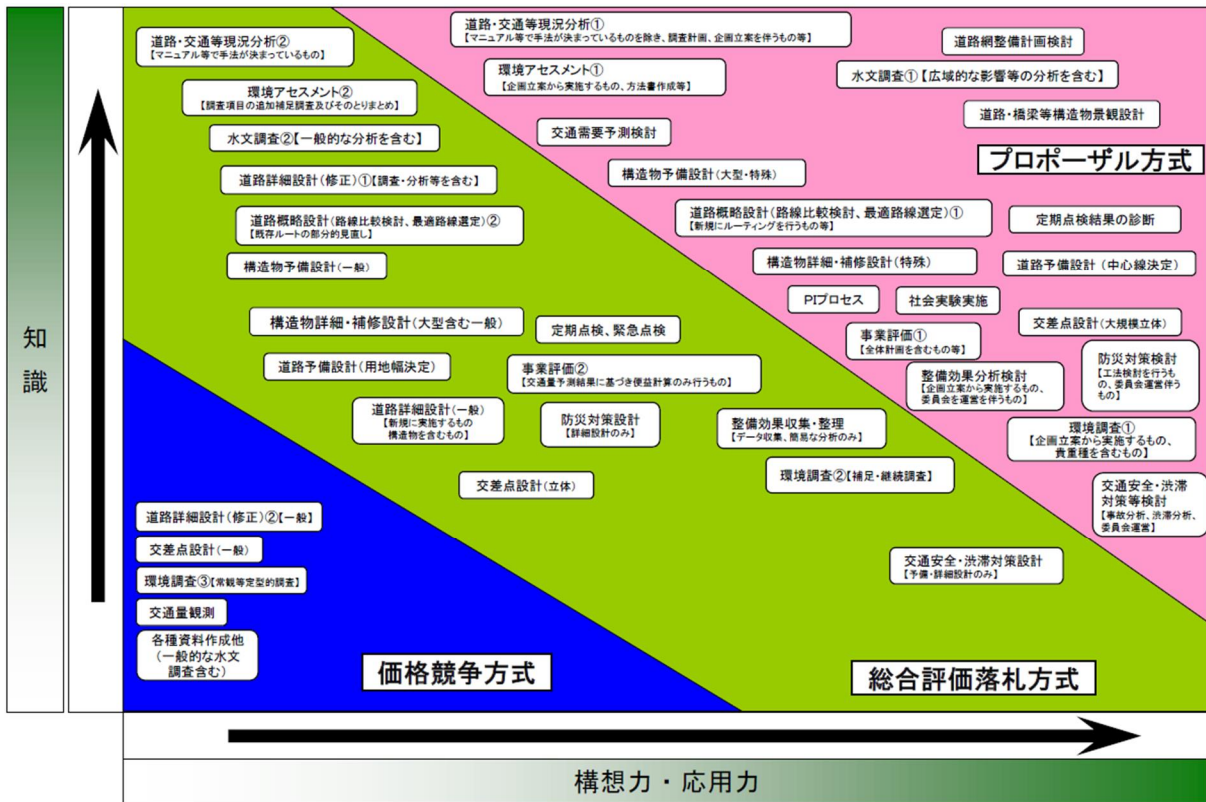 知
識
道路・交通等現況分析②
【マニュアル等で手法が決まっているもの】
環境アセスメント②
【調査項目の追加補足調査及びそのとりまとめ】
水文調査②【一般的な分析を含む】
道路詳細設計(修正)①【調査・分析等を含む】
道路概略設計(路線比較検討、最適路線選定)②
【既存ルートの部分的見直し】
構造物予備設計(一般)
構造物詳細・補修設計(大型含む一般)
定期点検、緊急点検
道路予備設計(用地幅決定)
事業評価②
【交通量予測結果に基づき便益計算のみ行うもの】
道路詳細設計(一般)
【新規に実施するもの
構造物を含むもの】
防災対策設計
【詳細設計のみ】
整備効果収集・整理
【データ収集、簡易な分析のみ】
交差点設計(立体)
環境調査②【補足・継続調査】
交通安全・渋滞対策設計
【予備・詳細設計のみ】
総合評価落札方式
道路・交通等現況分析①
【マニュアル等で手法が決まっているものを除き、調査計画、企画立案を伴うもの等】
道路網整備計画検討
環境アセスメント①
【企画立案から実施するもの、方法書作成等】
水文調査①【広域的な影響等の分析を含む】
道路・橋梁等構造物景観設計
交通需要予測検討
プロポーザル方式
構造物予備設計(大型・特殊)
道路概略設計(路線比較検討、最適路線選定)①
【新規にルーティングを行うもの等】
定期点検結果の診断
構造物詳細・補修設計(特殊)
道路予備設計(中心線決定)
PIプロセス
社会実験実施
交差点設計(大規模立体)
事業評価①
【全体計画を含むもの等】
防災対策検討
【工法検討を行うも
の、委員会運営伴う
もの】
整備効果分析検討
【企画立案から実施するもの、
委員会を運営を伴うもの】
環境調査①
【企画立案から実施するもの、
貴重種を含むもの】
交通安全・渋滞
対策等検討
【事故分析、渋滞分析、
委員会運営】
道路詳細設計(修正)②【一般】
交差点設計(一般)
環境調査③【常観等定型的調査】
交通量観測
各種資料作成他
(一般的な水文
調査含む)
価格競争方式
構想力・応用力